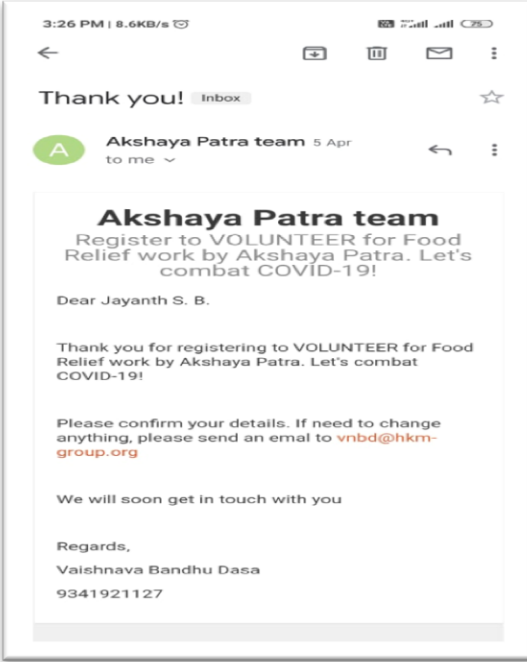 3:26 PM | 8.6KB/s
75
Thank you! Inbox
A
Akshaya Patra team 5 Apr
to me
Akshaya Patra team
Register to VOLUNTEER for Food
Relief work by Akshaya Patra. Let's
combat COVID-19!
Dear Jayanth S. B.
Thank you for registering to VOLUNTEER for Food
Relief work by Akshaya Patra. Let's combat
COVID-19!
Please confirm your details. If need to change
anything, please send an emal to vnbd@hkm-
group.org
We will soon get in touch with you
Regards,
Vaishnava Bandhu Dasa
9341921127